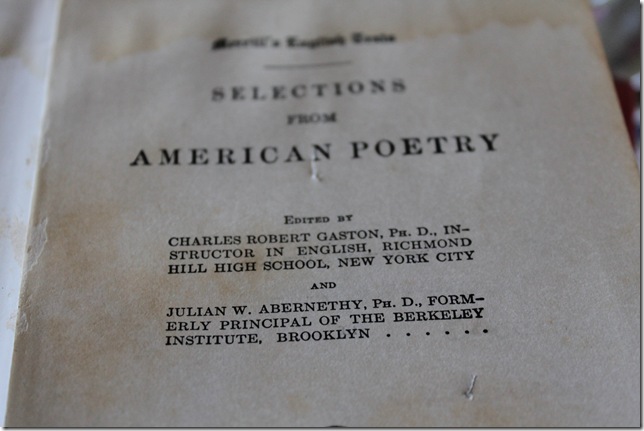 Merrill's English Texts
SELECTIONS
FROM
AMERICAN POETRY
EDITED BY
CHARLES ROBERT GASTON, PH. D., IN-
STRUCTOR IN ENGLISH, RICHMOND
HILL HIGH SCHOOL, NEW YORK CITY
AND
JULIAN W. ABERNETHY, PH. D., FORM-
ERLY PRINCIPAL OF THE BERKELEY
INSTITUTE, BROOKLYN . . . . . .